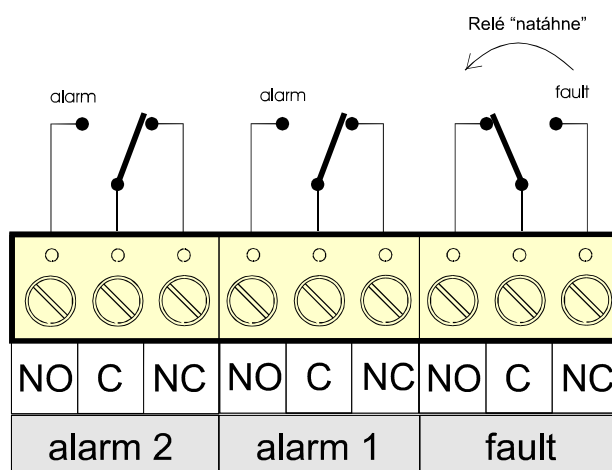 Relé “natáhne”
alarm
alarm
fault
NO C NC NO C NC NO C NC
alarm 2 alarm 1 fault